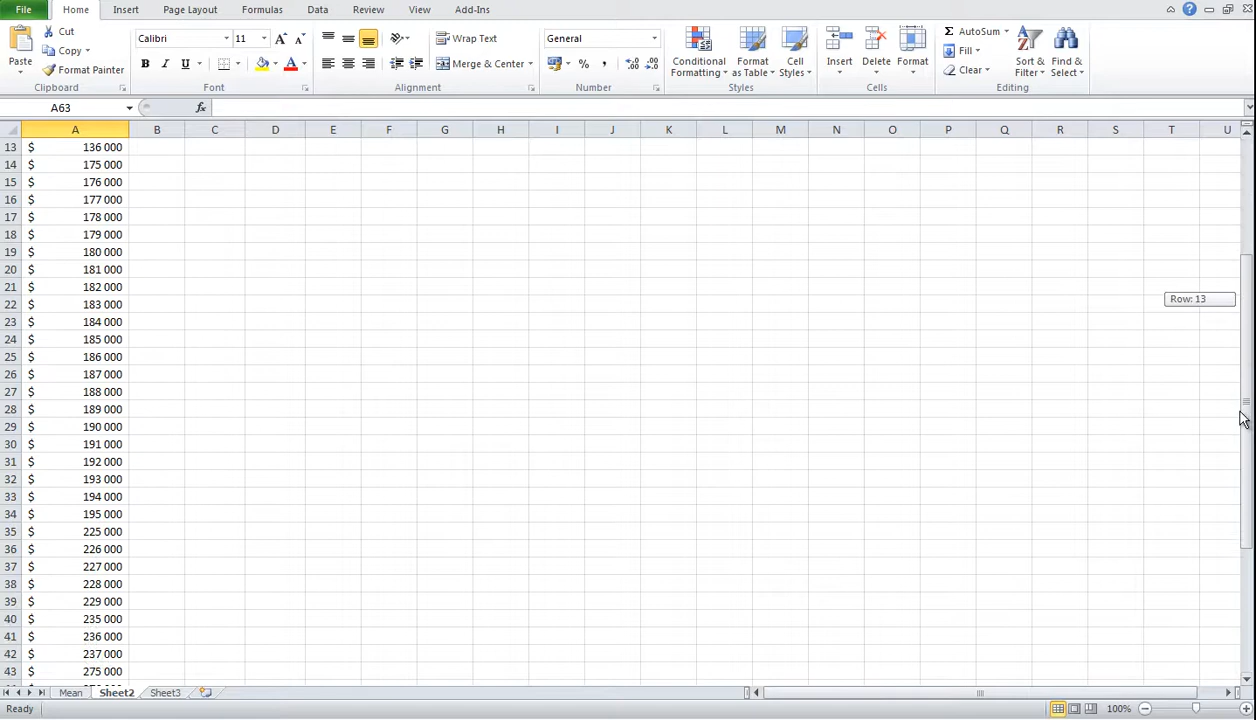 File Home Insert Page Layout Formulas Data Review View Add-Ins
Paste
Cut
Copy
Format Painter
Clipboard
Calibri 11
B I U
Font
Wrap Text
Merge & Center
Alignment
General
% ,
Number
Conditional Formatting
Format as Table
Cell Styles
Styles
Insert Delete Format
Cells
AutoSum
Fill
Clear
Sort & Filter
Find & Select
Editing
A63 fx
A B C D E F G H I J K L M N O P Q R S T U
13 $ 136 000
14 $ 175 000
15 $ 176 000
16 $ 177 000
17 $ 178 000
18 $ 179 000
19 $ 180 000
20 $ 181 000
21 $ 182 000
22 $ 183 000
Row: 13
23 $ 184 000
24 $ 185 000
25 $ 186 000
26 $ 187 000
27 $ 188 000
28 $ 189 000
29 $ 190 000
30 $ 191 000
31 $ 192 000
32 $ 193 000
33 $ 194 000
34 $ 195 000
35 $ 225 000
36 $ 226 000
37 $ 227 000
38 $ 228 000
39 $ 229 000
40 $ 235 000
41 $ 236 000
42 $ 237 000
43 $ 275 000
Mean Sheet2 Sheet3
Ready 100%